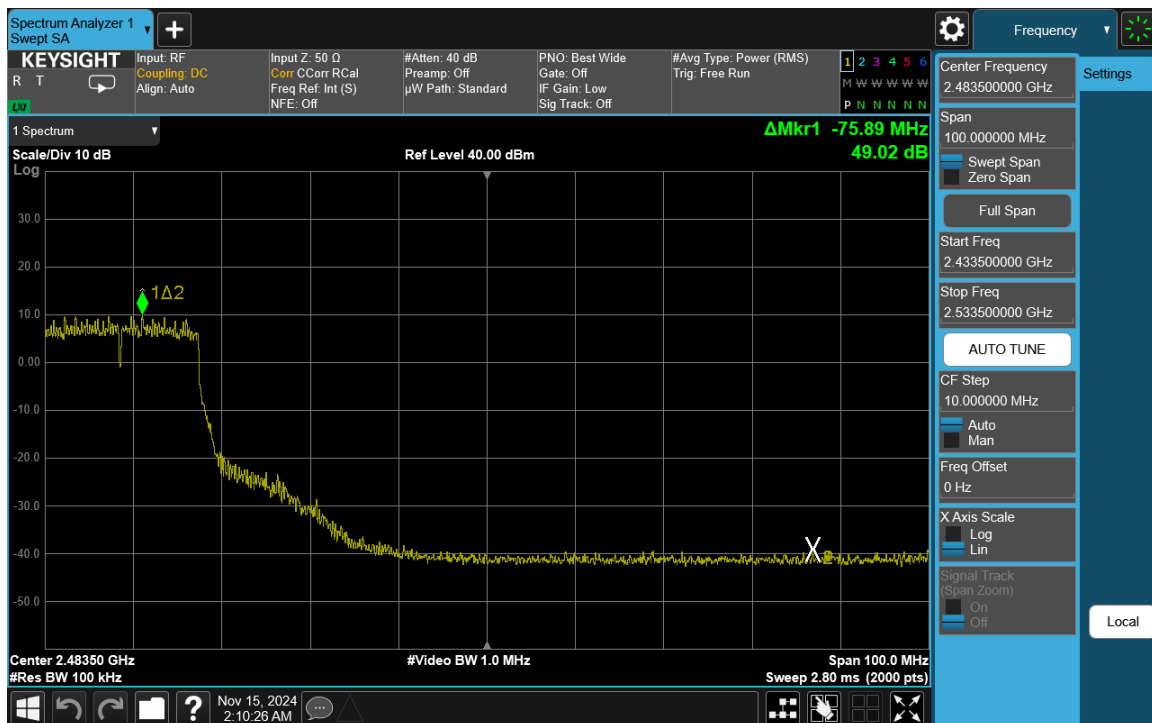 Spectrum Analyzer 1
Swept SA
+
Frequency
KEYSIGHT
R T
LXI
Input: RF
Coupling: DC
Align: Auto
Input Z: 50 Ω
Corr CCorr RCal
Freq Ref: Int (S)
NFE: Off
#Atten: 40 dB
Preamp: Off
µW Path: Standard
PNO: Best Wide
Gate: Off
IF Gain: Low
Sig Track: Off
#Avg Type: Power (RMS)
Trig: Free Run
1 2 3 4 5 6
M W W W W W
P N N N N N
1 Spectrum
Scale/Div 10 dB
Log
Ref Level 40.00 dBm
ΔMkr1 -75.89 MHz
49.02 dB
30.0
20.0
10.0
0.00
-10.0
-20.0
-30.0
-40.0
-50.0
1Δ2
X2
Center 2.48350 GHz
#Res BW 100 kHz
#Video BW 1.0 MHz
Span 100.0 MHz
Sweep 2.80 ms (2000 pts)
?
Nov 15, 2024
2:10:26 AM
Center Frequency
2.483500000 GHz
Span
100.000000 MHz
Swept Span
Zero Span
Full Span
Start Freq
2.433500000 GHz
Stop Freq
2.533500000 GHz
AUTO TUNE
CF Step
10.000000 MHz
Auto
Man
Freq Offset
0 Hz
X Axis Scale
Log
Lin
Signal Track
(Span Zoom)
On
Off
Settings
Local